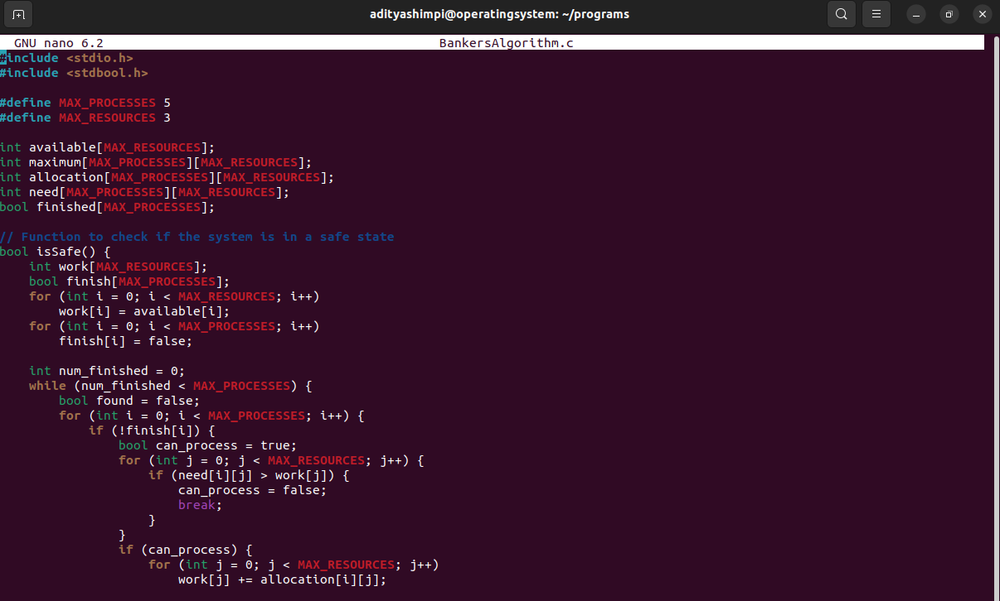 adityashimpi@operatingsystem: ~/programs
GNU nano 6.2 BankersAlgorithm.c
#include <stdio.h>
#include <stdbool.h>

#define MAX_PROCESSES 5
#define MAX_RESOURCES 3

int available[MAX_RESOURCES];
int maximum[MAX_PROCESSES][MAX_RESOURCES];
int allocation[MAX_PROCESSES][MAX_RESOURCES];
int need[MAX_PROCESSES][MAX_RESOURCES];
bool finished[MAX_PROCESSES];

// Function to check if the system is in a safe state
bool isSafe() {
    int work[MAX_RESOURCES];
    bool finish[MAX_PROCESSES];
    for (int i = 0; i < MAX_RESOURCES; i++)
        work[i] = available[i];
    for (int i = 0; i < MAX_PROCESSES; i++)
        finish[i] = false;

    int num_finished = 0;
    while (num_finished < MAX_PROCESSES) {
        bool found = false;
        for (int i = 0; i < MAX_PROCESSES; i++) {
            if (!finish[i]) {
                bool can_process = true;
                for (int j = 0; j < MAX_RESOURCES; j++) {
                    if (need[i][j] > work[j]) {
                        can_process = false;
                        break;
                    }
                }
                if (can_process) {
                    for (int j = 0; j < MAX_RESOURCES; j++)
                        work[j] += allocation[i][j];